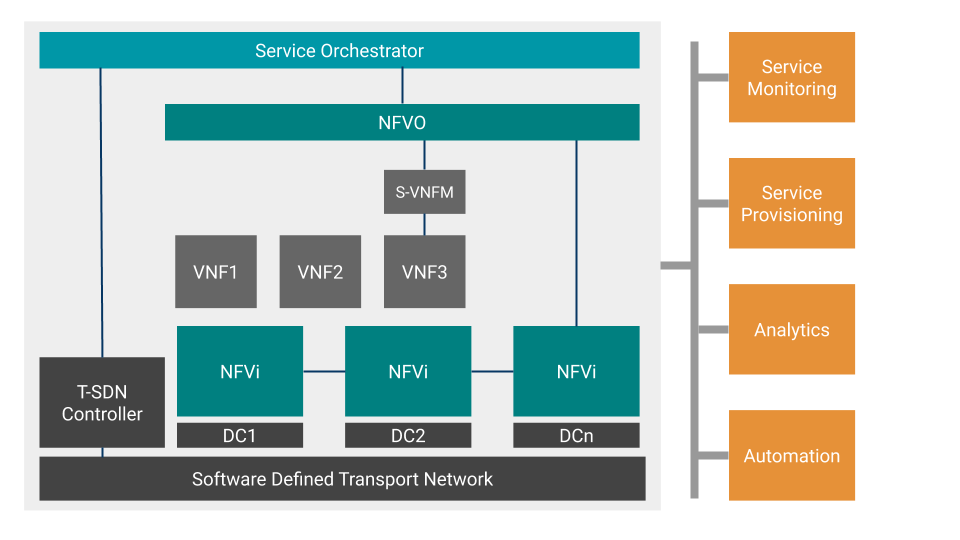 Service Orchestrator
NFVO
S-VNFM
VNF1
VNF2
VNF3
NFVi
NFVi
NFVi
T-SDN
Controller
DC1
DC2
DCn
Software Defined Transport Network
Service
Monitoring
Service
Provisioning
Analytics
Automation